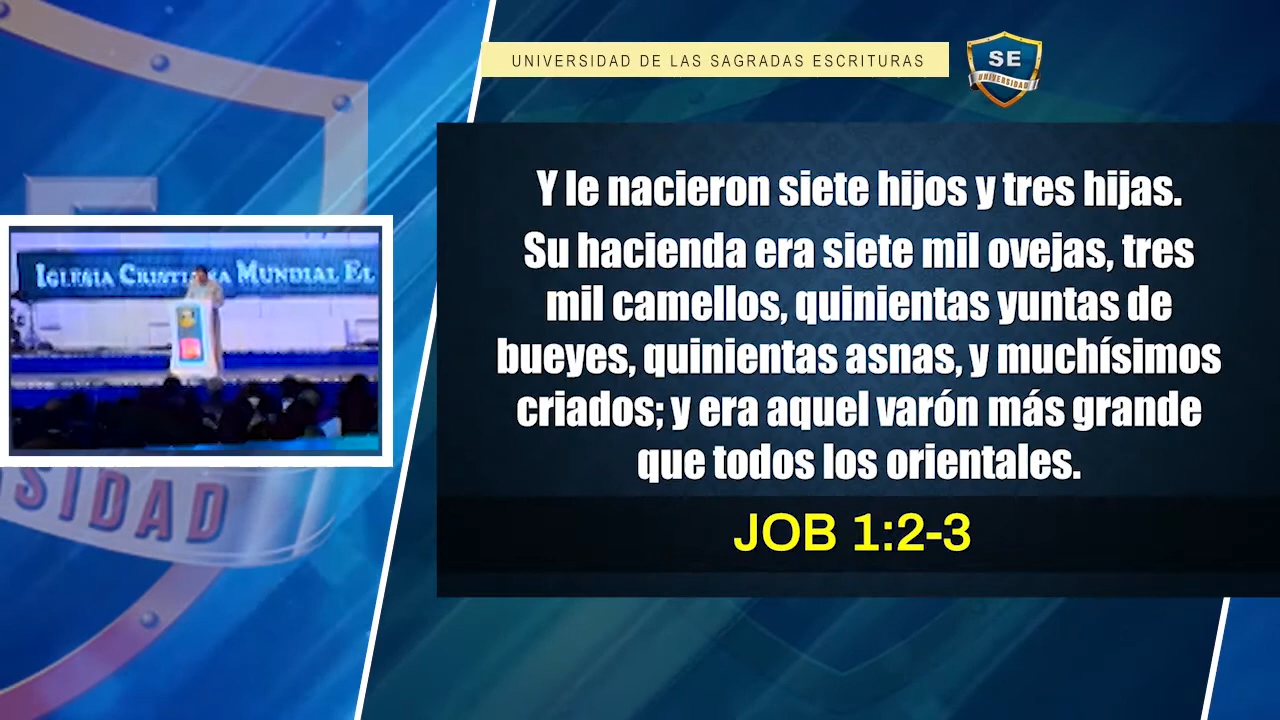 UNIVERSIDAD DE LAS SAGRADAS ESCRITURAS
SE
UNIVERSIDAD
Y le nacieron siete hijos y tres hijas.
Su hacienda era siete mil ovejas, tres
mil camellos, quinientas yuntas de
bueyes, quinientas asnas, y muchísimos
criados; y era aquel varón más grande
que todos los orientales.
JOB 1:2-3
IGLESIA CRISTIANA MUNDIAL EL
SIDAD